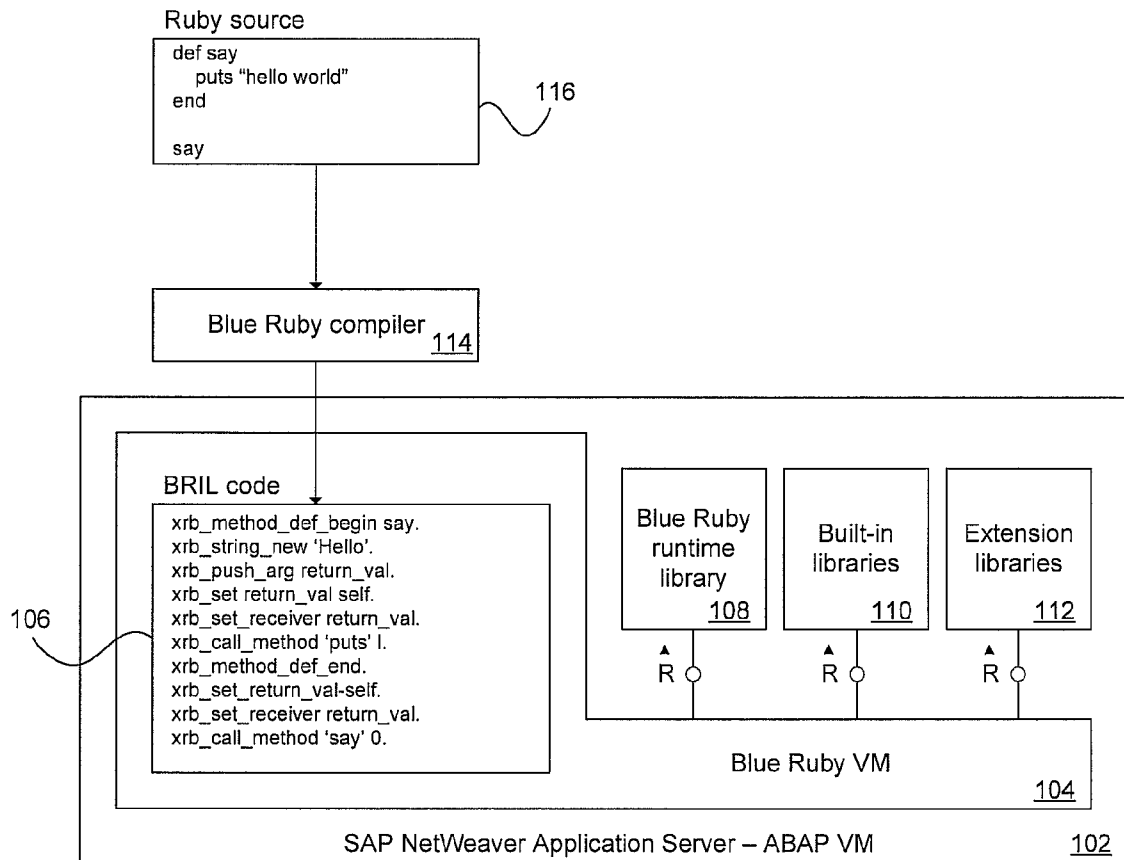 Ruby source
def say
puts “hello world”
end
say
116
Blue Ruby compiler
114
BRIL code
xrb_method_def_begin say.
xrb_string_new ‘Hello’.
xrb_push_arg return_val.
xrb_set return_val self.
xrb_set_receiver return_val.
xrb_call_method ‘puts’ I.
xrb_method_def_end.
xrb_set_return_val-self.
xrb_set_receiver return_val.
xrb_call_method ‘say’ 0.
106
Blue Ruby
runtime
library
108
Built-in
libraries
110
Extension
libraries
112
R
R
R
Blue Ruby VM
104
SAP NetWeaver Application Server – ABAP VM
102